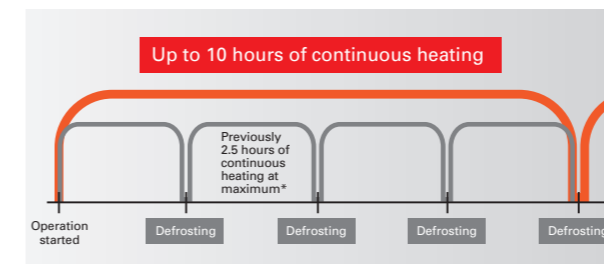 Up to 10 hours of continuous heating
Previously
2.5 hours of
continuous
heating at
maximum*
Operation
started
Defrosting
Defrosting
Defrosting
Defrosting